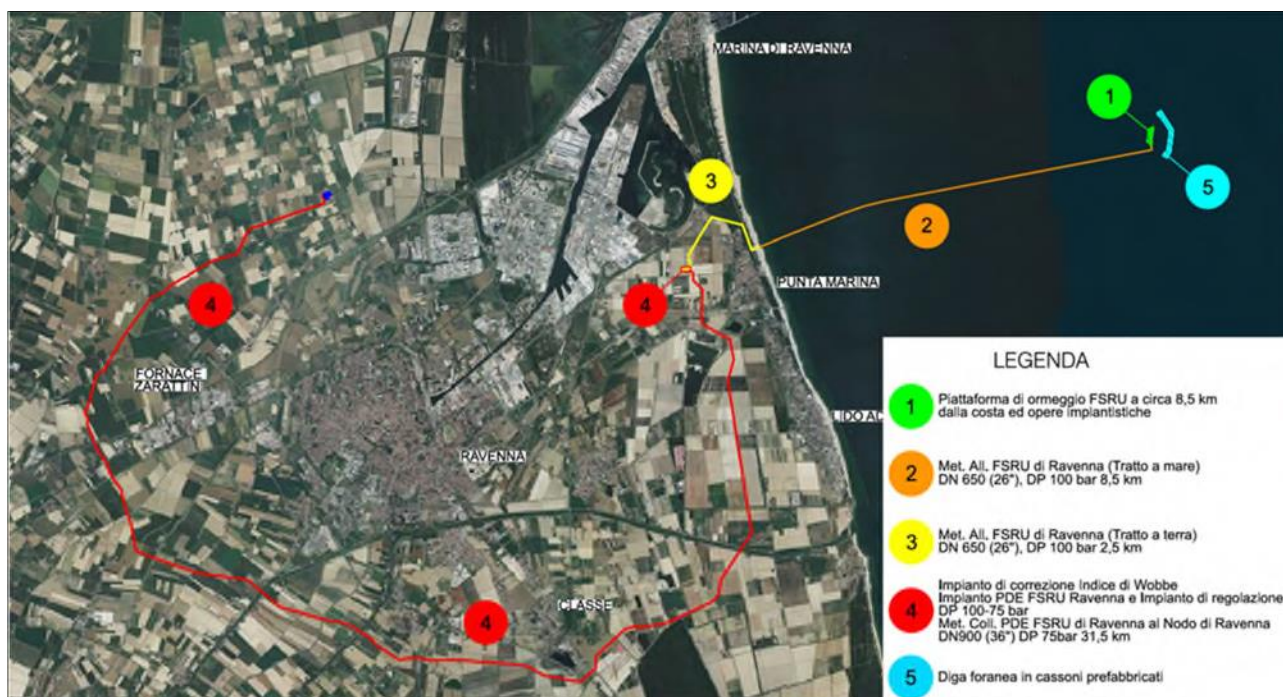 MARINA DI RAVENNA
1
3
5
2
PUNTA MARINA
4
4
FORNACE
ZARATTIN
LIDO AD
RAVENNA
CLASSE
4
LEGENDA
1
Piattaforma di ormeggio FSRU a circa 8,5 km
dalla costa ed opere impiantistiche
2
Met. All. FSRU di Ravenna (Tratto a mare)
DN 650 (26"), DP 100 bar 8,5 km
3
Met. All. FSRU di Ravenna (Tratto a terra)
DN 650 (26"), DP 100 bar 2,5 km
4
Impianto di correzione Indice di Wobbe
Impianto PDE FSRU Ravenna e Impianto di regolazione
DP 100-75 bar
Met. Coll. PDE FSRU di Ravenna al Nodo di Ravenna
DN900 (36") DP 75bar 31,5 km
5
Diga foranea in cassoni prefabbricati